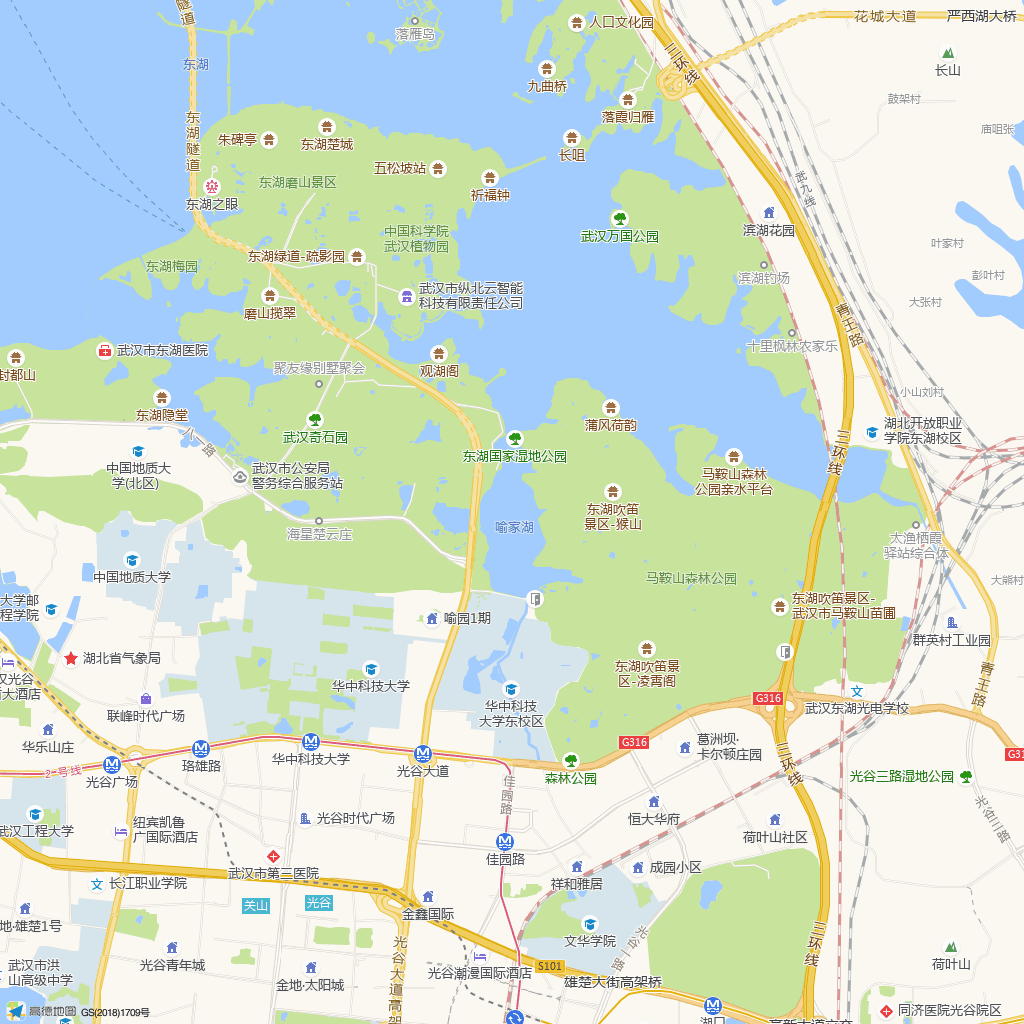 隧道
落雁岛
人口文化园
花城大道
严西湖大桥
三环线
长山
东湖
九曲桥
落霞归雁
鼓架村
庙咀张
东湖隧道
朱碑亭
东湖楚城
长咀
五松坡站
祈福钟
武九线
东湖磨山景区
东湖之眼
滨湖花园
武汉万国公园
中国科学院
武汉植物园
叶家村
东湖绿道-疏影园
东湖梅园
滨湖钓场
彭叶村
武汉市纵北云智能
科技有限责任公司
大张村
磨山揽翠
青王路
十里枫林农家乐
武汉市东湖医院
封都山
观湖阁
聚友缘别墅聚会
小山刘村
东湖隐堂
蒲风荷韵
武汉奇石园
湖北开放职业
学院东湖校区
八一路
东湖国家湿地公园
三环线
中国地质大
学(北区)
武汉市公安局
警务综合服务站
马鞍山森林
公园亲水平台
东湖吹笛
景区-猴山
喻家湖
海星楚云庄
太渔栖霞
驿站综合体
中国地质大学
马鞍山森林公园
大熊村
大学邮
程学院
东湖吹笛景区-
武汉市马鞍山苗圃
喻园1期
群英村工业园
湖北省气象局
东湖吹笛景
区-凌霄阁
青王路
汉光谷
大酒店
华中科技大学
G316
武汉东湖光电学校
联峰时代广场
华中科技
大学东校区
华乐山庄
G316
葛洲坝·
卡尔顿庄园
三环线
G31
珞雄路
华中科技大学
光谷大道
2号线
光谷广场
森林公园
光谷三路湿地公园
佳园路
光谷三路
恒大华府
武汉工程大学
纽宾凯鲁
广国际酒店
光谷时代广场
荷叶山社区
佳园路
武汉市第三医院
祥和雅居
成园小区
长江职业学院
关山
光谷
金鑫国际
地·雄楚1号
文华学院
三环线
光谷一路
光谷大道高架
光谷青年城
武汉市洪
山高级中学
金地·太阳城
光谷潮漫国际酒店
S101
雄楚大街高架桥
荷叶山
高德地图
GS(2018)1709号
湖口
高新大道六交
同济医院光谷院区